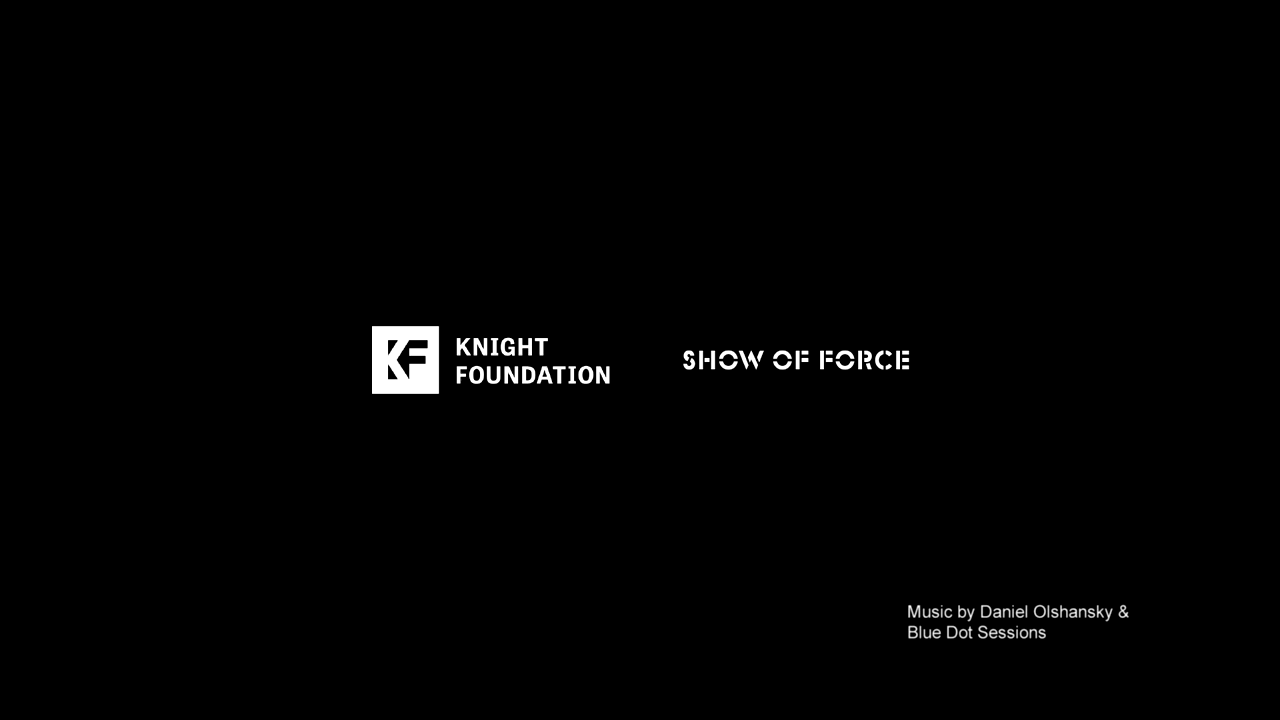 KF
KNIGHT
FOUNDATION
SHOW OF FORCE
Music by Daniel Olshansky &
Blue Dot Sessions